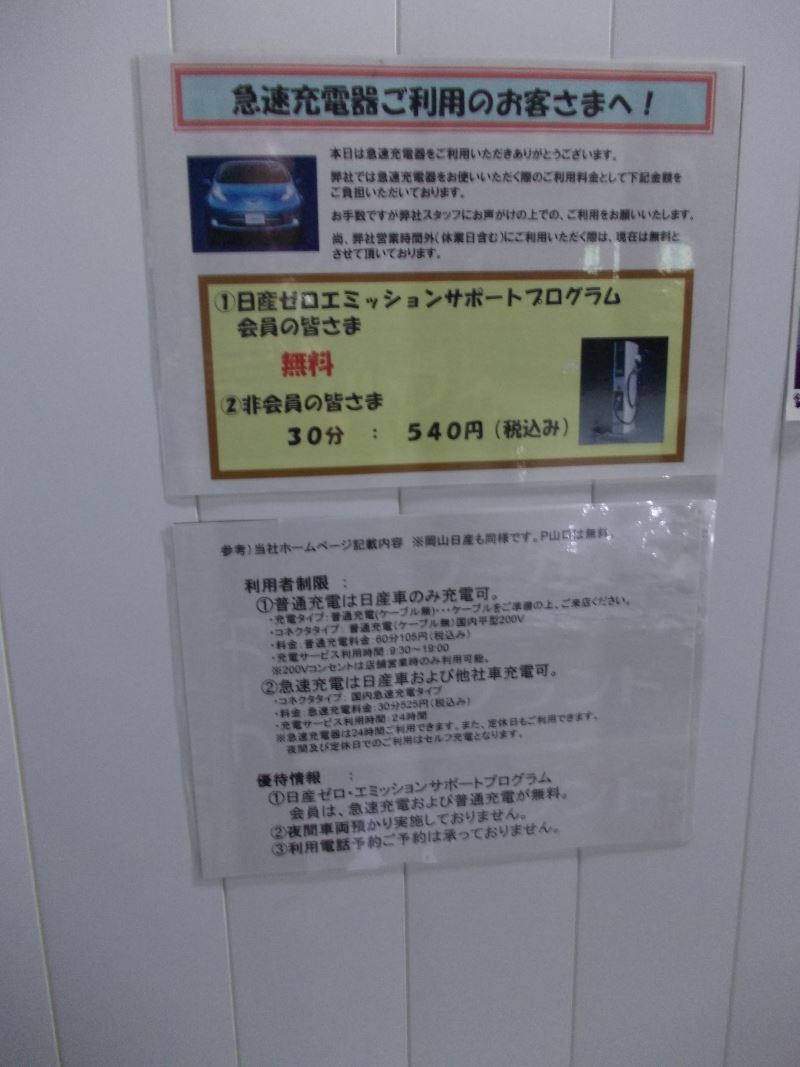 急速充電器ご利用のお客さまへ！
本日は急速充電器をご利用いただきありがとうございます。
弊社では急速充電器をお使いいただく際のご利用料金として下記金額を
ご負担いただいております。
お手数ですが弊社スタッフにお声がけの上での、ご利用をお願いいたします。
尚、弊社営業時間外（休業日含む）にご利用いただく際は、現在は無料と
させて頂いております。
①日産ゼロエミッションサポートプログラム
会員の皆さま
無料
②非会員の皆さま
３０分　：　５４０円（税込み）
参考）当社ホームページ記載内容　※岡山日産も同様です。P山口は無料
利用者制限　：
①普通充電は日産車のみ充電可。
・充電タイプ：普通充電(ケーブル無)・・・ケーブルをご準備の上、ご来店ください。
・コネクタタイプ：普通充電（ケーブル無）国内平型200V
・料金：普通充電料金：60分105円（税込み）
・充電サービス利用時間：9:30～19:00
※200Vコンセントは店舗営業時のみ利用可能。
②急速充電は日産車および他社車充電可。
・コネクタタイプ：国内急速充電タイプ
・料金：急速充電料金：30分525円（税込み）
・充電サービス利用時間：24時間
※急速充電器は24時間ご利用できます。また、定休日もご利用できます。
夜間及び定休日でのご利用はセルフ充電となります。
優待情報　：
①日産ゼロ・エミッションサポートプログラム
会員は、急速充電および普通充電が無料。
②夜間車両預かり実施しておりません。
③利用電話予約ご予約は承っておりません。